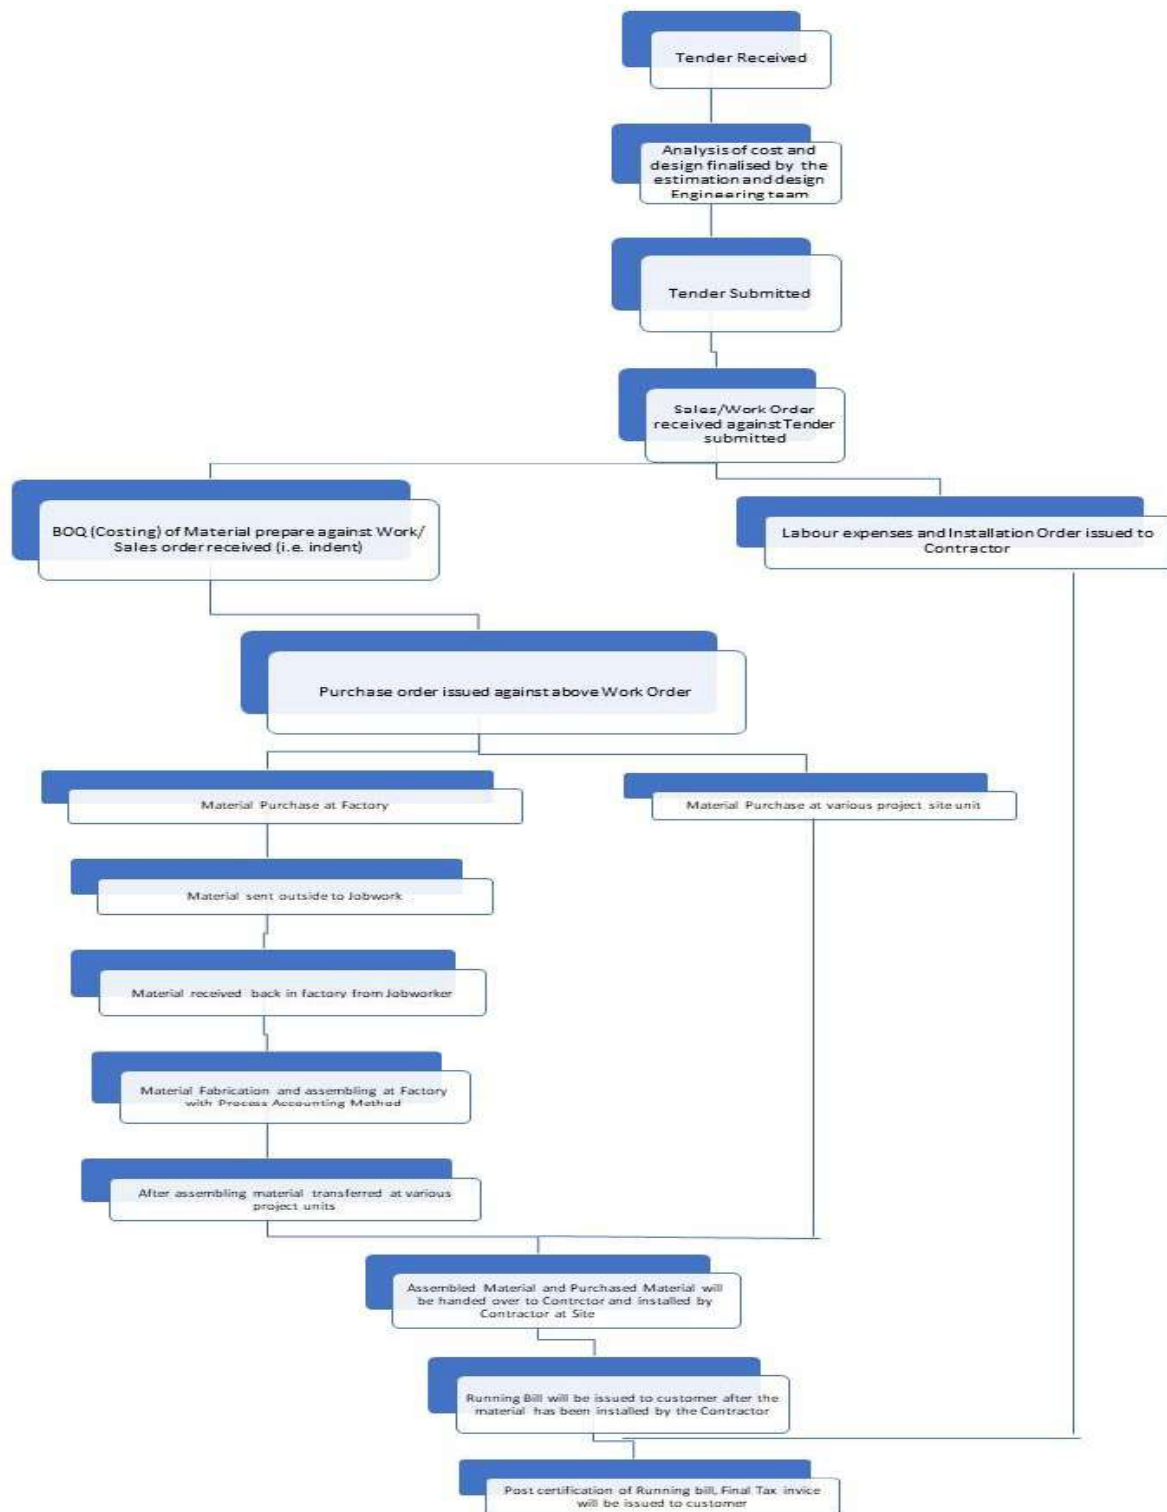 Tender Received
Analysis of cost and
design finalised by the
estimation and design
Engineering team
Tender Submitted
Sales/Work Order
received against Tender
submitted
BOQ (Costing) of Material prepare against Work/
Sales order received (i.e. indent)
Labour expenses and Installation Order issued to
Contractor
Purchase order issued against above Work Order
Material Purchase at Factory
Material Purchase at various project site unit
Material sent outside to Jobwork
Material received back in factory from Jobworker
Material Fabrication and assembling at Factory
with Process Accounting Method
After assembling material transferred at various
project units
Assembled Material and Purchased Material will
be handed over to Contrctor and installed by
Contractor at Site
Running Bill will be issued to customer after the
material has been installed by the Contractor
Post certification of Running bill, Final Tax invice
will be issued to customer